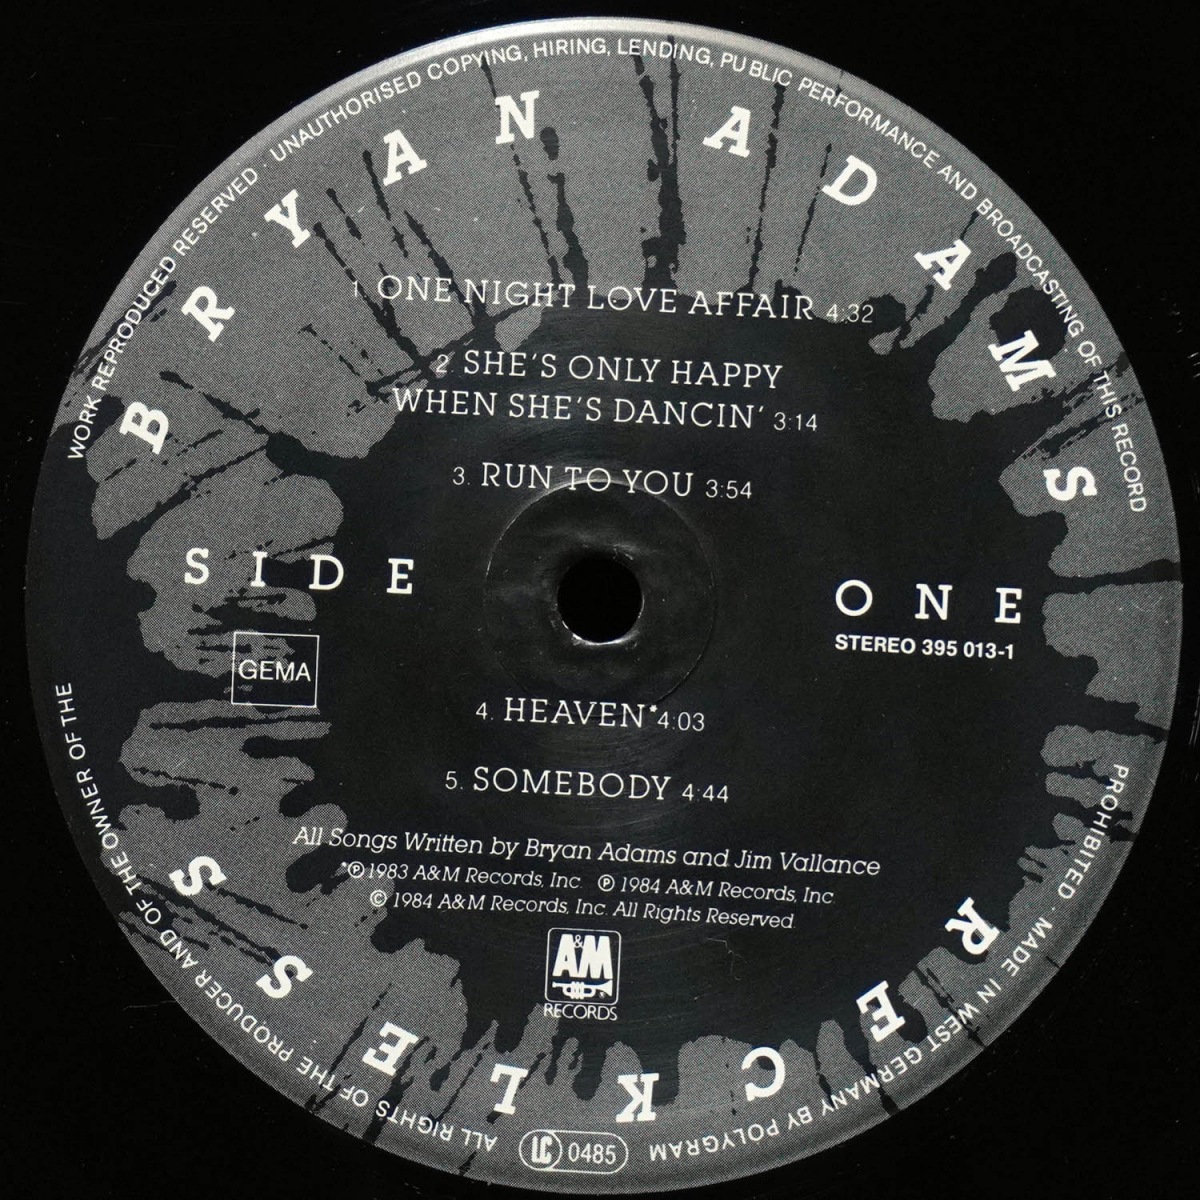 WORK REPRODUCED RESERVED · UNAUTHORISED COPYING, HIRING, LENDING, PUBLIC PERFORMANCE AND BROADCASTING OF THIS RECORD
BRYAN ADAMS
1. ONE NIGHT LOVE AFFAIR 4:32
2. SHE'S ONLY HAPPY
WHEN SHE'S DANCIN' 3:14
3. RUN TO YOU 3:54
SIDE ONE
STEREO 395 013-1
GEMA
4. HEAVEN*4:03
5. SOMEBODY 4:44
All Songs Written by Bryan Adams and Jim Vallance
*℗ 1983 A&M Records, Inc. ℗ 1984 A&M Records, Inc.
© 1984 A&M Records, Inc. All Rights Reserved.
A&M
RECORDS
RECKLESS
PROHIBITED · MADE IN WEST GERMANY BY POLYGRAM
LC 0485
ALL RIGHTS OF THE PRODUCER AND OF THE OWNER OF THE